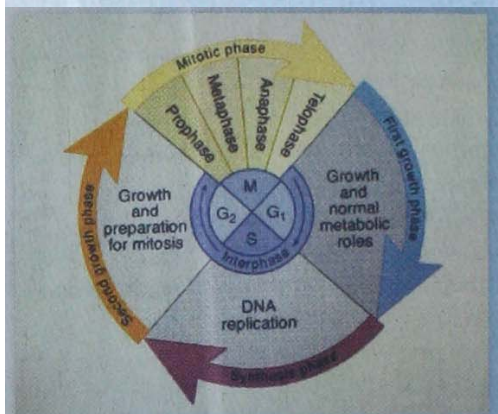 Mitotic phase
Prophase
Metaphase
Anaphase
Telophase
First growth phase
Growth
and
normal
metabolic
roles
M
G1
S
G2
Interphase
DNA
replication
Synthesis phase
Growth
and
preparation
for mitosis
Second growth phase